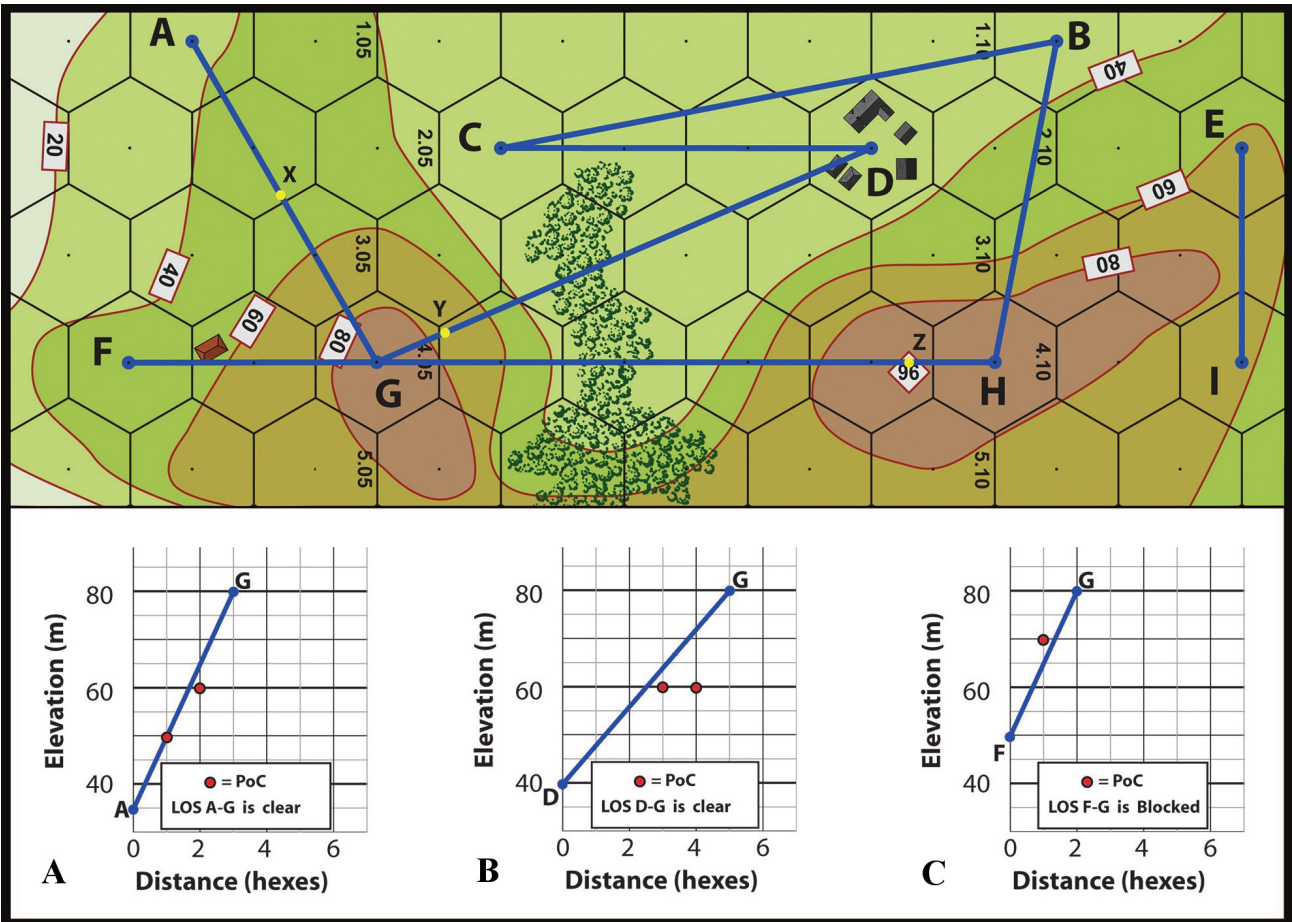 A
B
C
D
E
F
G
H
I
X
Y
Z
1.05
1.10
2.05
2.10
3.05
3.10
4.05
4.10
5.05
5.10
20
40
60
80
40
60
80
96
Elevation (m)
80
60
40
A
G
= PoC
LOS A-G is clear
0 2 4 6
Distance (hexes)
A
Elevation (m)
80
60
40
D
G
= PoC
LOS D-G is clear
0 2 4 6
Distance (hexes)
B
Elevation (m)
80
60
40
F
G
= PoC
LOS F-G is Blocked
0 2 4 6
Distance (hexes)
C